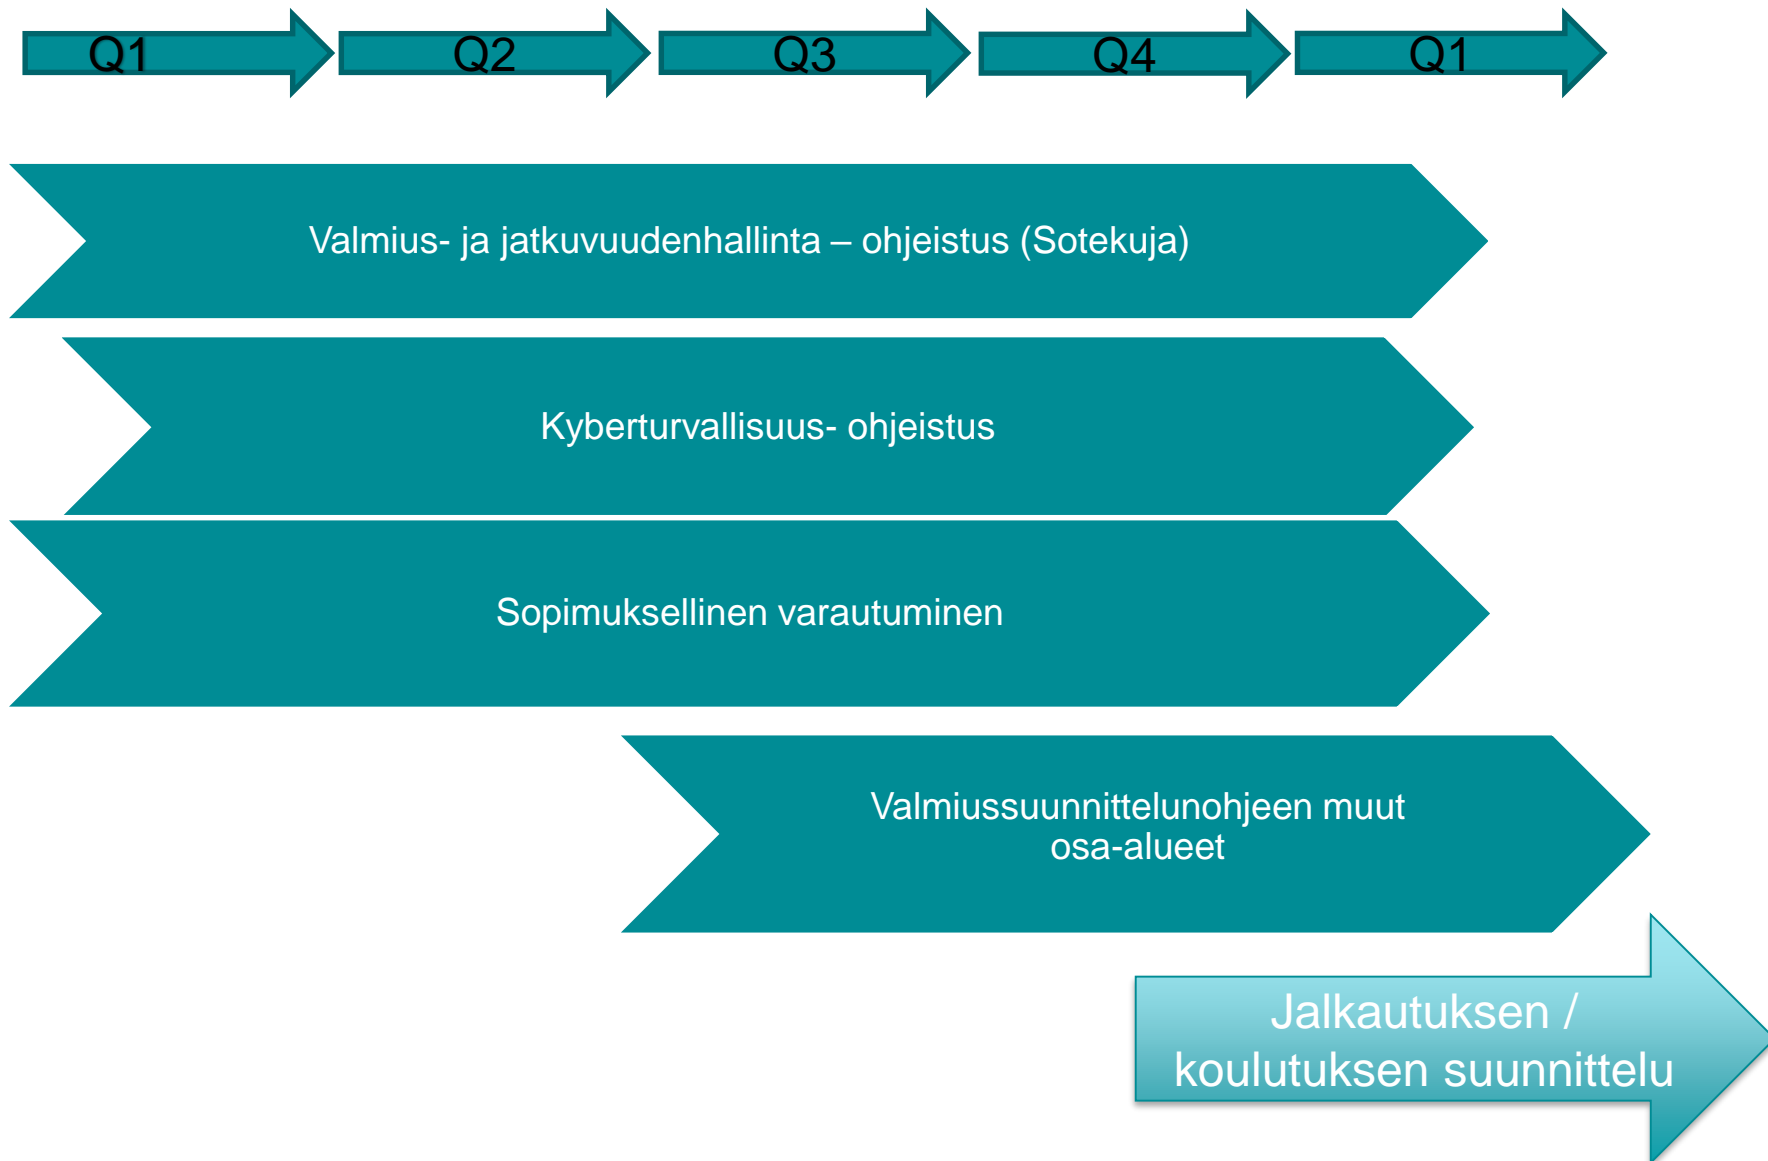 Q1 Q2 Q3 Q4 Q1
Valmius- ja jatkuvuudenhallinta – ohjeistus (Sotekuja)
Kyberturvallisuus- ohjeistus
Sopimuksellinen varautuminen
Valmiussuunnittelunohjeen muut
osa-alueet
Jalkautuksen /
koulutuksen suunnittelu